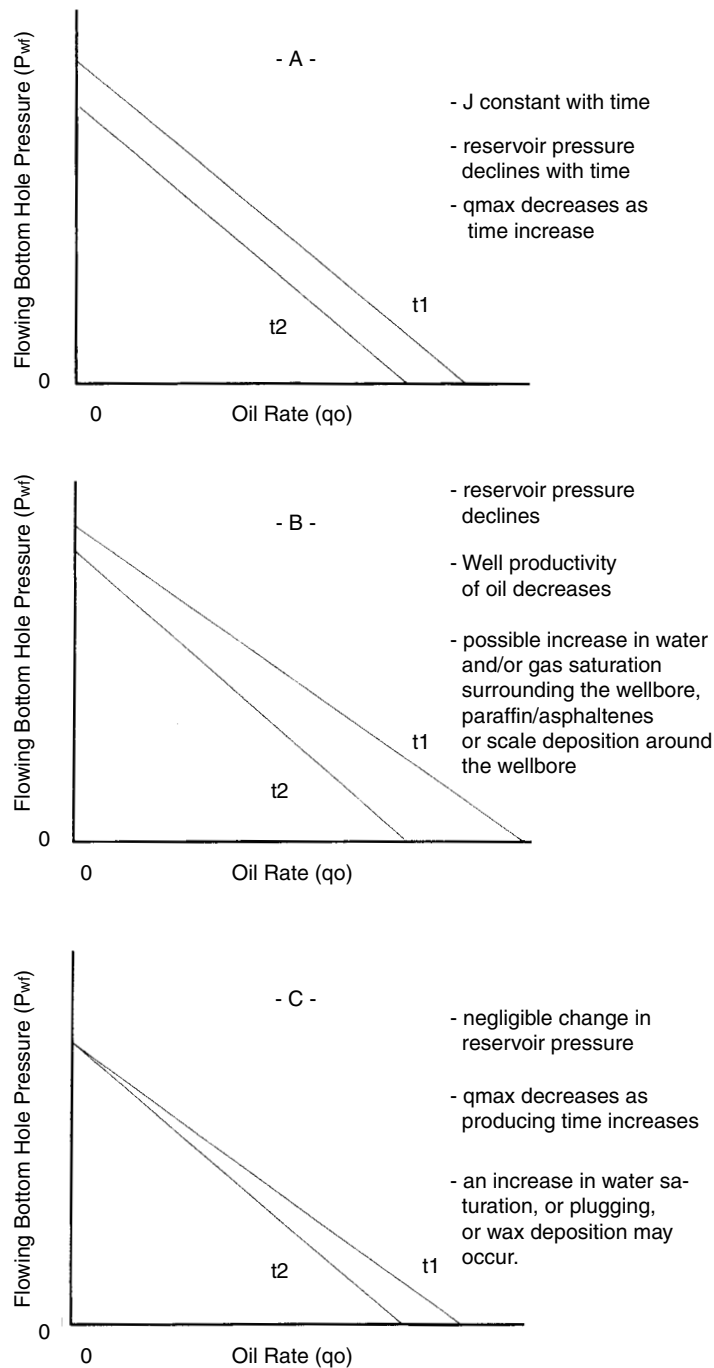 Flowing Bottom Hole Pressure (Pwf)
- A -
- J constant with time
- reservoir pressure
declines with time
- qmax decreases as
time increase
t1
t2
0
0
Oil Rate (qo)
Flowing Bottom Hole Pressure (Pwf)
- B -
- reservoir pressure
declines
- Well productivity
of oil decreases
- possible increase in water
and/or gas saturation
surrounding the wellbore,
paraffin/asphaltenes
or scale deposition around
the wellbore
t1
t2
0
0
Oil Rate (qo)
Flowing Bottom Hole Pressure (Pwf)
- C -
- negligible change in
reservoir pressure
- qmax decreases as
producing time increases
- an increase in water sa-
turation, or plugging,
or wax deposition may
occur.
t1
t2
0
0
Oil Rate (qo)